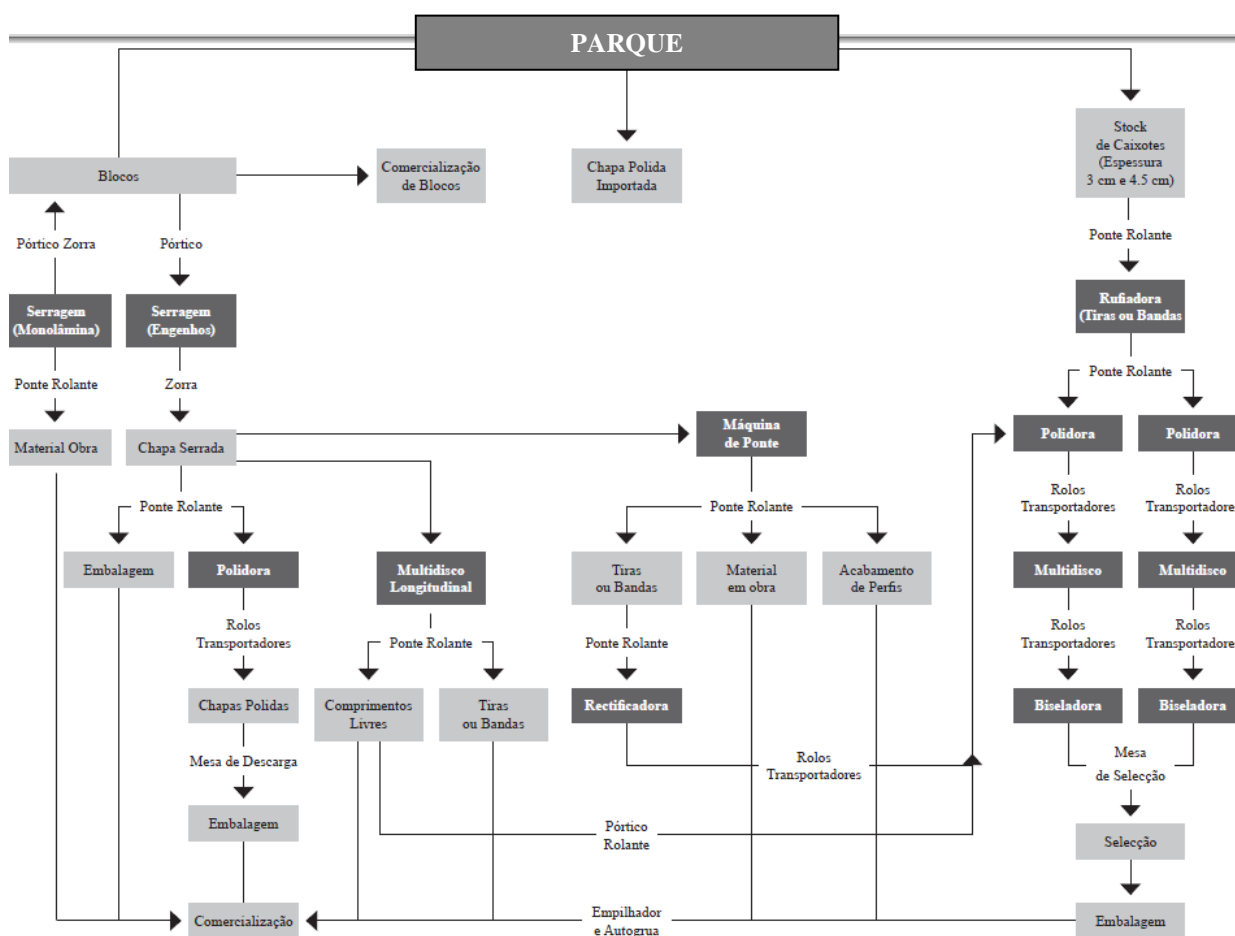 PARQUE
Stock
de Caixotes
(Espessura
3 cm e 4.5 cm)
Blocos
Comercialização
de Blocos
Chapa Polida
Importada
Pórtico Zorra
Pórtico
Ponte Rolante
Serragem
(Monolâmina)
Serragem
(Engenhos)
Rufiadora
(Tiras ou Bandas
Ponte Rolante
Zorra
Ponte Rolante
Material Obra
Chapa Serrada
Máquina
de Ponte
Polidora
Polidora
Ponte Rolante
Ponte Rolante
Rolos
Transportadores
Rolos
Transportadores
Embalagem
Polidora
Multidisco
Longitudinal
Tiras
ou Bandas
Material
em obra
Acabamento
de Perfis
Multidisco
Multidisco
Rolos
Transportadores
Ponte Rolante
Ponte Rolante
Rolos
Transportadores
Rolos
Transportadores
Chapas Polidas
Comprimentos
Livres
Tiras
ou Bandas
Rectificadora
Biseladora
Biseladora
Mesa de Descarga
Rolos
Transportadores
Mesa
de Selecção
Embalagem
Pórtico
Rolante
Selecção
Comercialização
Empilhador
e Autogrua
Embalagem